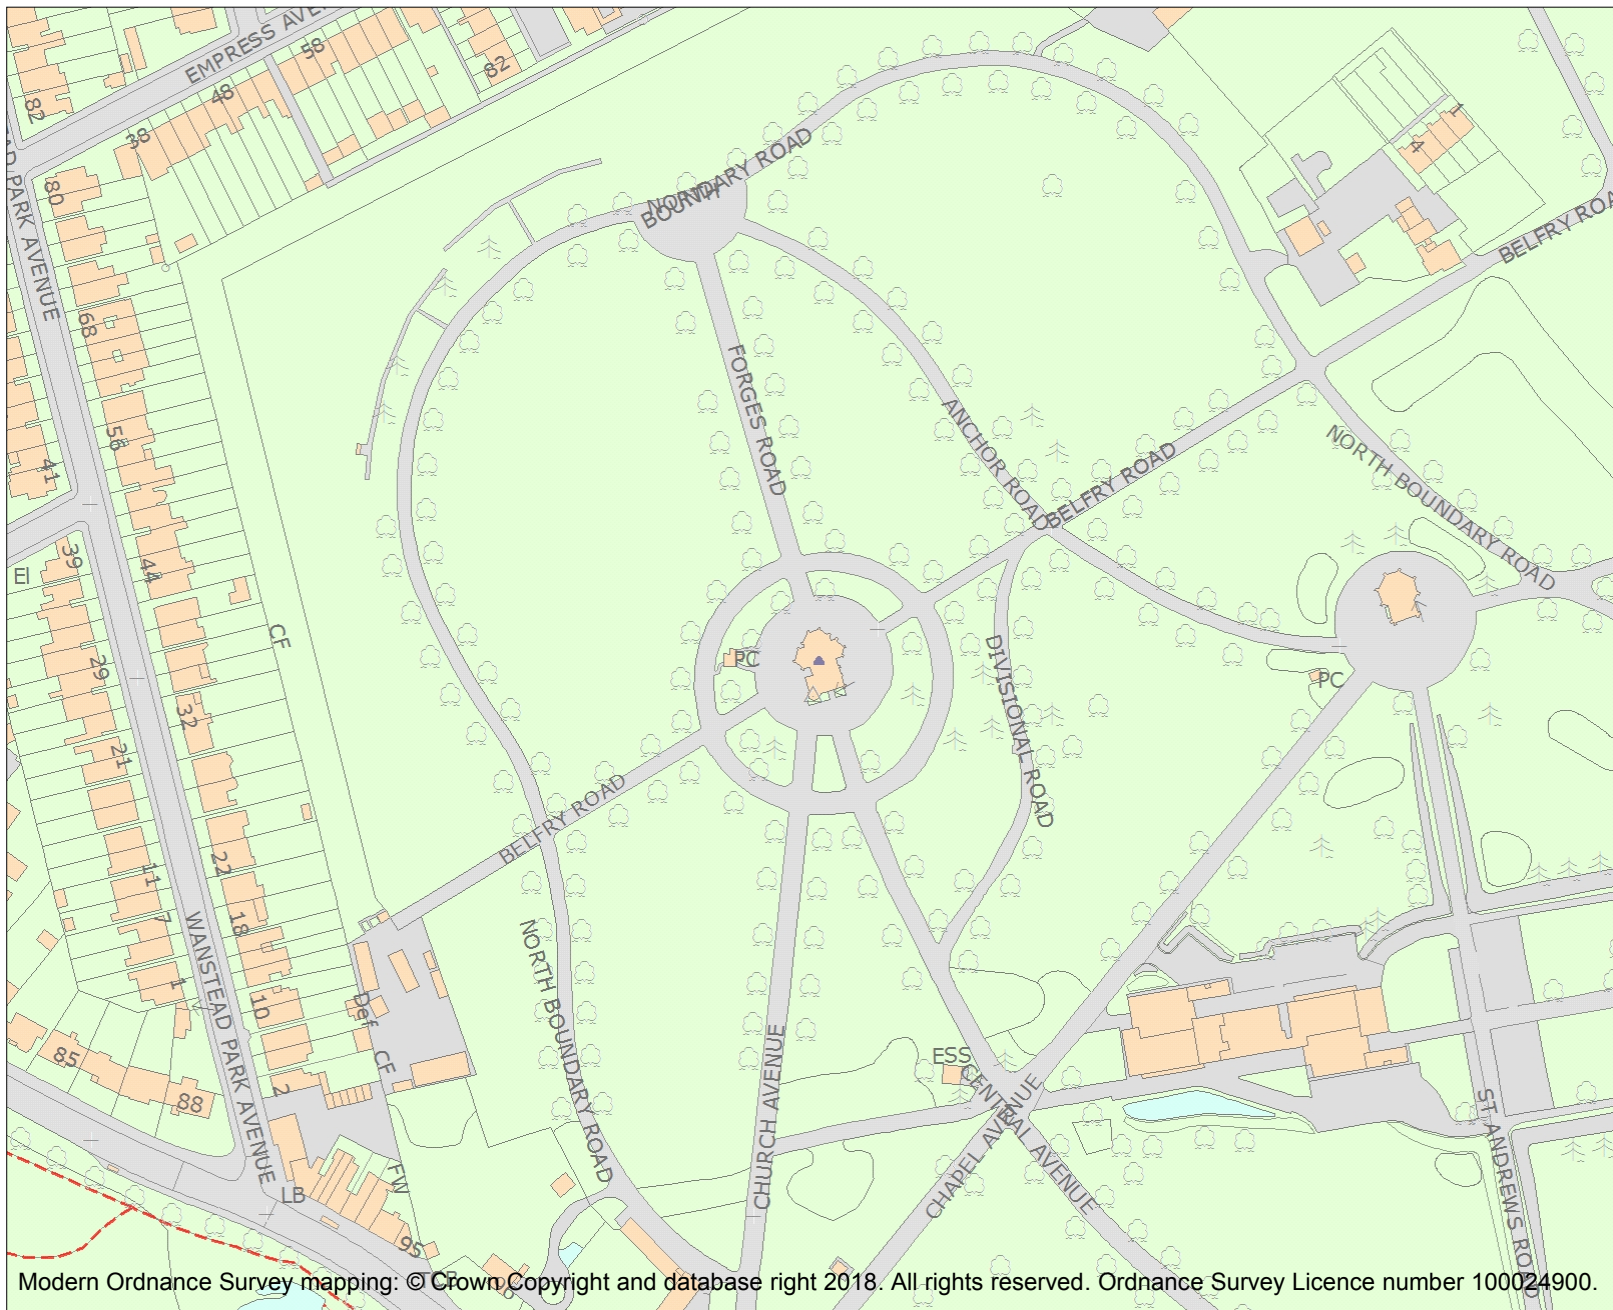 EMPRESS AVE
58
82
48
82
38
1
4
80
NORTH
BOUNDARY ROAD
BELFRY ROA
PARK AVENUE
68
FORGES ROAD
ANCHOR ROAD
56
41
NORTH BOUNDARY ROAD
BELFRY ROAD
39
44
El
CF
29
PC
DIVISIONAL ROAD
PC
32
21
BELFRY ROAD
22
11
7
18
WANSTEAD PARK AVENUE
NORTH BOUNDARY ROAD
1
10
Def
CF
85
2
88
ESS
CENTRAL AVENUE
CHURCH AVENUE
CHAPEL AVENUE
ST ANDREWS ROAD
FW
LB
95
Modern Ordnance Survey mapping: © Crown Copyright and database right 2018. All rights reserved. Ordnance Survey Licence number 100024900.